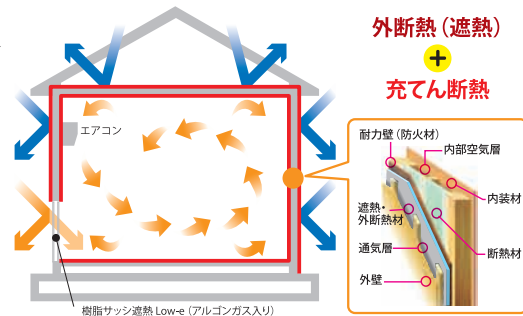 外断熱（遮熱）
+
充てん断熱
エアコン
耐力壁（防火材）
内部空気層
内装材
遮熱・
外断熱材
断熱材
通気層
外壁
樹脂サッシ遮熱 Low-e（アルゴンガス入り）